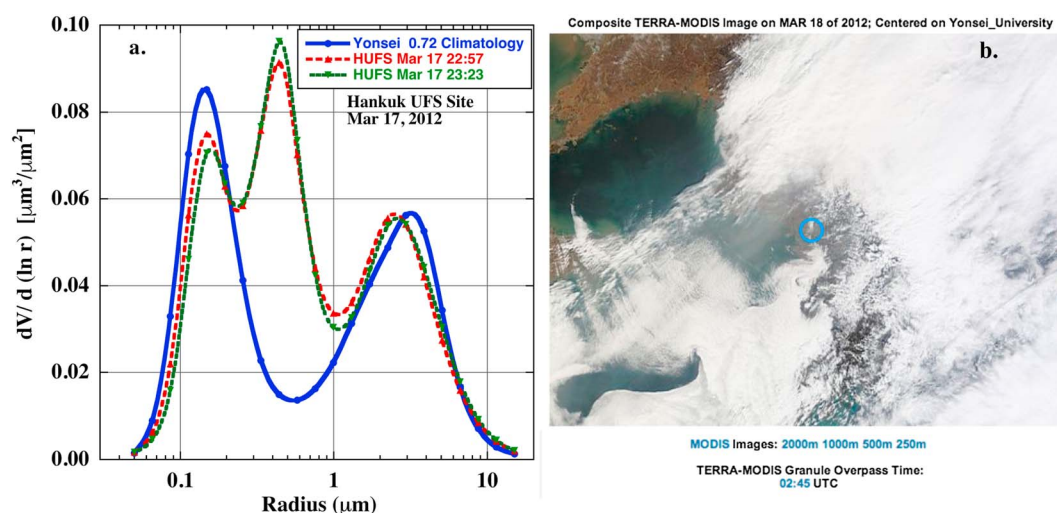 a.
Yonsei 0.72 Climatology
HUFS Mar 17 22:57
HUFS Mar 17 23:23
Hankuk UFS Site
Mar 17, 2012
dV/ d (ln r) [μm³/μm²]
0.10
0.08
0.06
0.04
0.02
0.00
0.1
1
10
Radius (μm)
Composite TERRA-MODIS Image on MAR 18 of 2012; Centered on Yonsei_University
b.
MODIS Images: 2000m 1000m 500m 250m
TERRA-MODIS Granule Overpass Time:
02:45 UTC